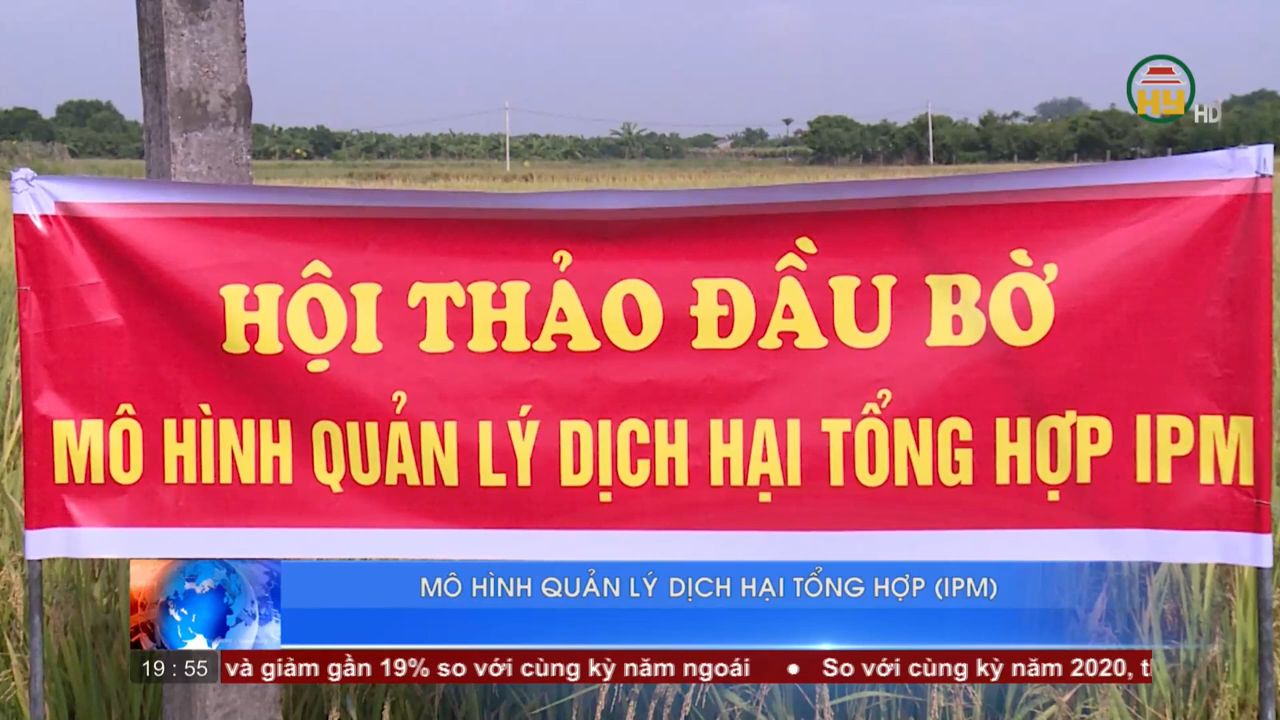 HY HD
HỘI THẢO ĐẦU BỜ
MÔ HÌNH QUẢN LÝ DỊCH HẠI TỔNG HỢP IPM
MÔ HÌNH QUẢN LÝ DỊCH HẠI TỔNG HỢP (IPM)
19 : 55 và giảm gần 19% so với cùng kỳ năm ngoái ● So với cùng kỳ năm 2020,